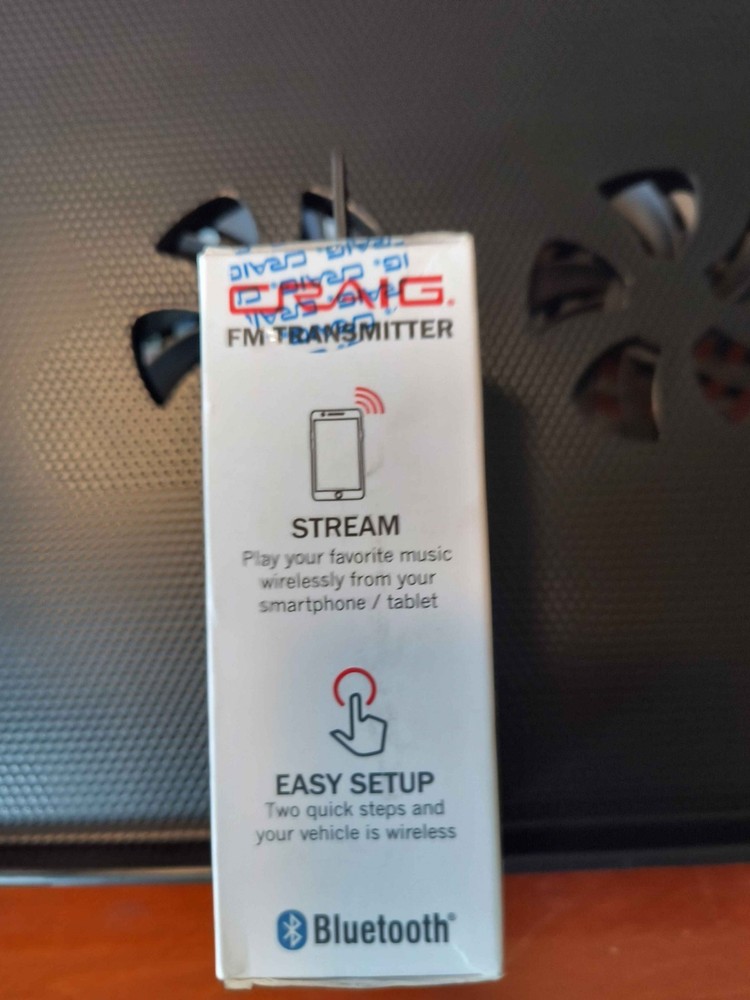 CRAIG.
FM TRANSMITTER
STREAM
Play your favorite music
wirelessly from your
smartphone / tablet
EASY SETUP
Two quick steps and
your vehicle is wireless
Bluetooth®